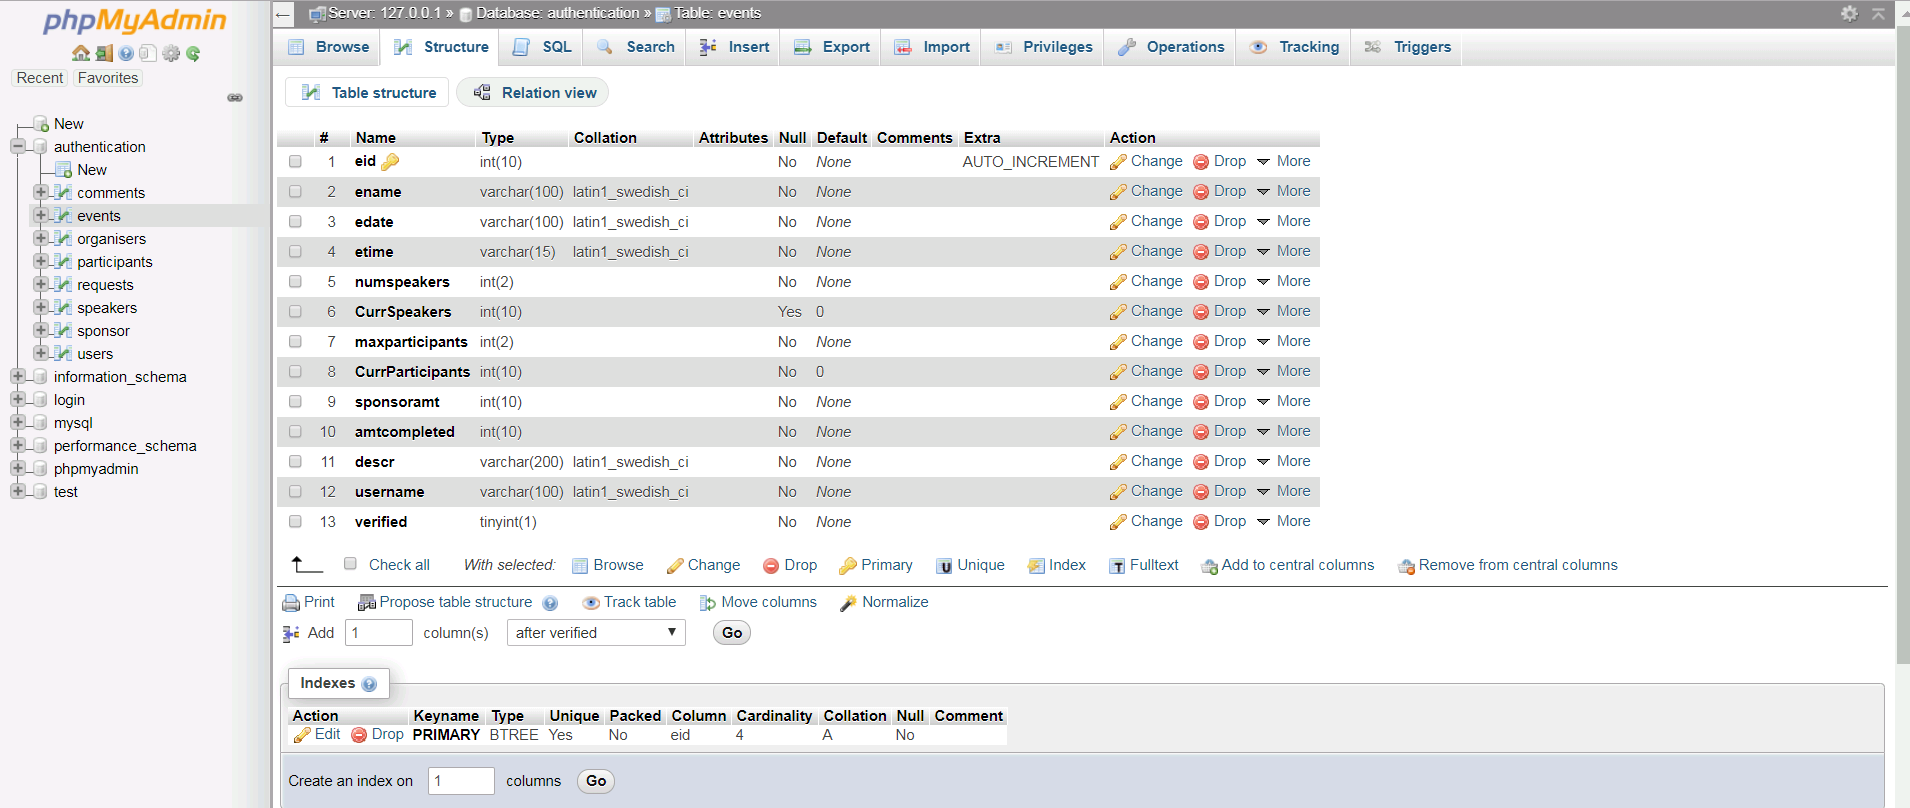 phpMyAdmin
Recent Favorites
New
authentication
New
comments
events
organisers
participants
requests
speakers
sponsor
users
information_schema
login
mysql
performance_schema
phpmyadmin
test
Server: 127.0.0.1 » Database: authentication » Table: events
Browse Structure SQL Search Insert Export Import Privileges Operations Tracking Triggers
Table structure Relation view
# Name Type Collation Attributes Null Default Comments Extra Action
1 eid int(10) No None AUTO_INCREMENT Change Drop More
2 ename varchar(100) latin1_swedish_ci No None Change Drop More
3 edate varchar(100) latin1_swedish_ci No None Change Drop More
4 etime varchar(15) latin1_swedish_ci No None Change Drop More
5 numspeakers int(2) No None Change Drop More
6 CurrSpeakers int(10) Yes 0 Change Drop More
7 maxparticipants int(2) No None Change Drop More
8 CurrParticipants int(10) No 0 Change Drop More
9 sponsoramt int(10) No None Change Drop More
10 amtcompleted int(10) No None Change Drop More
11 descr varchar(200) latin1_swedish_ci No None Change Drop More
12 username varchar(100) latin1_swedish_ci No None Change Drop More
13 verified tinyint(1) No None Change Drop More
Check all With selected: Browse Change Drop Primary Unique Index Fulltext Add to central columns Remove from central columns
Print Propose table structure Track table Move columns Normalize
Add 1 column(s) after verified Go
Indexes
Action Keyname Type Unique Packed Column Cardinality Collation Null Comment
Edit Drop PRIMARY BTREE Yes No eid 4 A No
Create an index on 1 columns Go